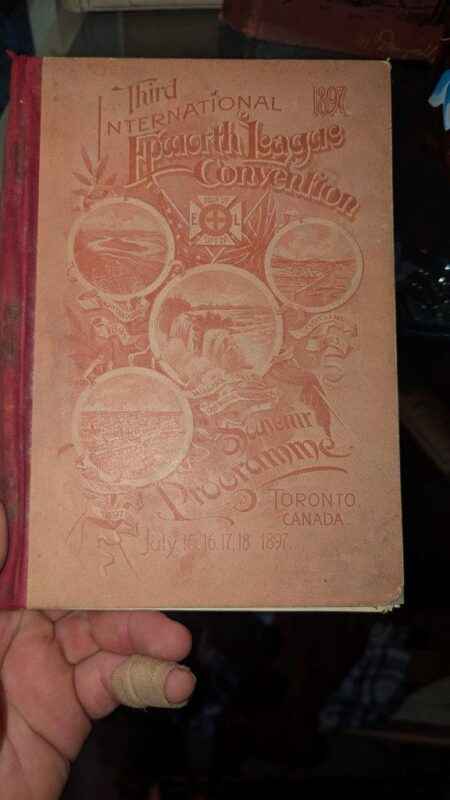 Third
1897
INTERNATIONAL
Epworth League
Convention
E L
Souvenir
Programme
TORONTO
CANADA.
July 15, 16, 17, 18 1897.